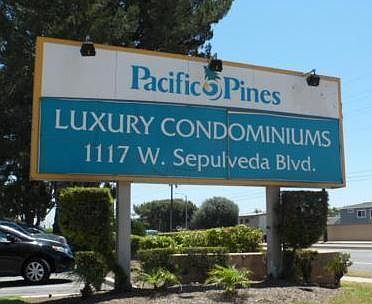 Pacific Pines
LUXURY CONDOMINIUMS
1117 W. Sepulveda Blvd.